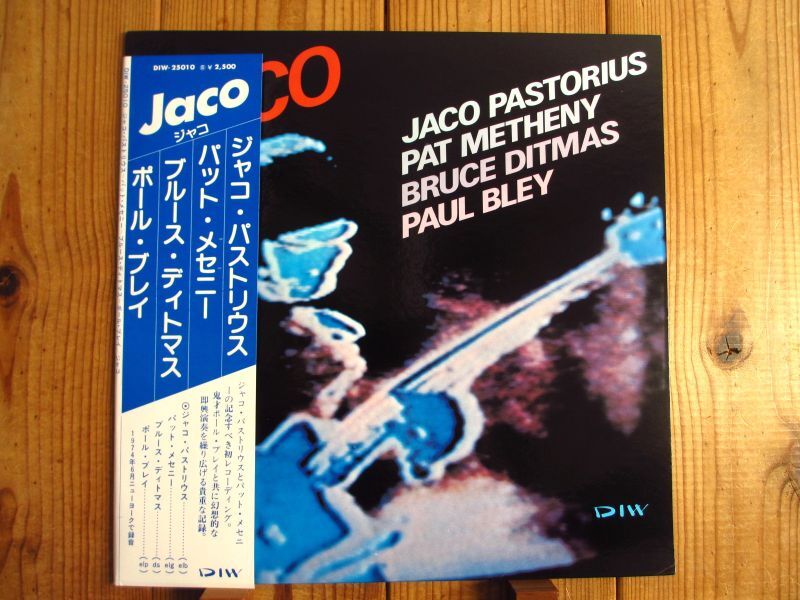 DIW-25010 ¥2,500
Jaco
ジャコ
ジャコ・パストリウス
パット・メセニー
ブルース・ディトマス
ポール・ブレイ
ジャコ・パストリウスとパット・メセニ
ーの記念すべき初レコーディング。
鬼才ポール・ブレイと共に幻想的な
即興演奏を繰り広げる貴重な記録。
ジャコ・パストリウス (elb)
パット・メセニー (elg)
ブルース・ディトマス (ds)
ポール・ブレイ (elp)
1974年6月ニューヨークで録音
DIW
CO
JACO PASTORIUS
PAT METHENY
BRUCE DITMAS
PAUL BLEY
DIW